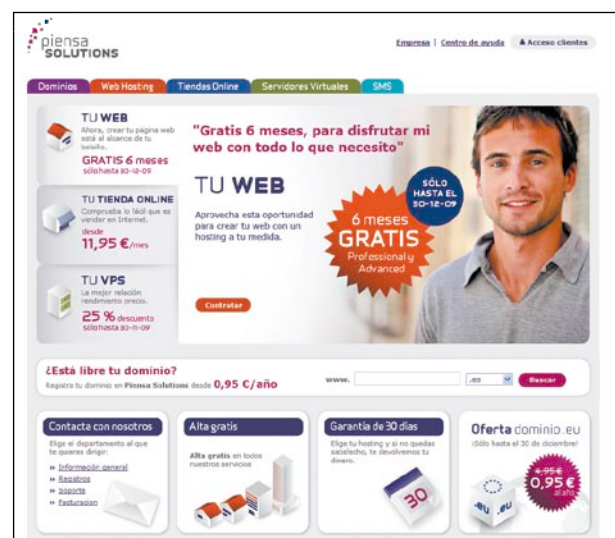 piensa
SOLUTIONS
Empresa | Centro de ayuda
Acceso clientes
Dominios
Web Hosting
Tiendas Online
Servidores Virtuales
SMS
TU WEB
Ahora, crear tu página web
está al alcance de tu
bolsillo.
GRATIS 6 meses
sólo hasta 30-12-09
TU TIENDA ONLINE
Comprueba lo fácil que es
vender en Internet.
desde
11,95 €/mes
TU VPS
La mejor relación
rendimiento precio.
25 % descuento
sólo hasta 30-11-09
"Gratis 6 meses, para disfrutar mi
web con todo lo que necesito"
TU WEB
Aprovecha esta oportunidad
para crear tu web con un
hosting a tu medida.
Contratar
SÓLO
HASTA EL
30-12-09
6 meses
GRATIS
Professional y
Advanced
¿Está libre tu dominio?
Registra tu dominio en Piensa Solutions desde 0,95 €/año
www.
.es
Buscar
Contacta con nosotros
Elige el departamento al que
te quieres dirigir:
» Información general
» Registros
» Soporte
» Facturacion
Alta gratis
Alta gratis en todos
nuestros servicios
Garantía de 30 días
Elige tu hosting y si no quedas
satisfecho, te devolvemos tu
dinero.
30
Oferta dominio .eu
¡Sólo hasta el 30 de diciembre!
4,95€
0,95€
al año
.eu .eu